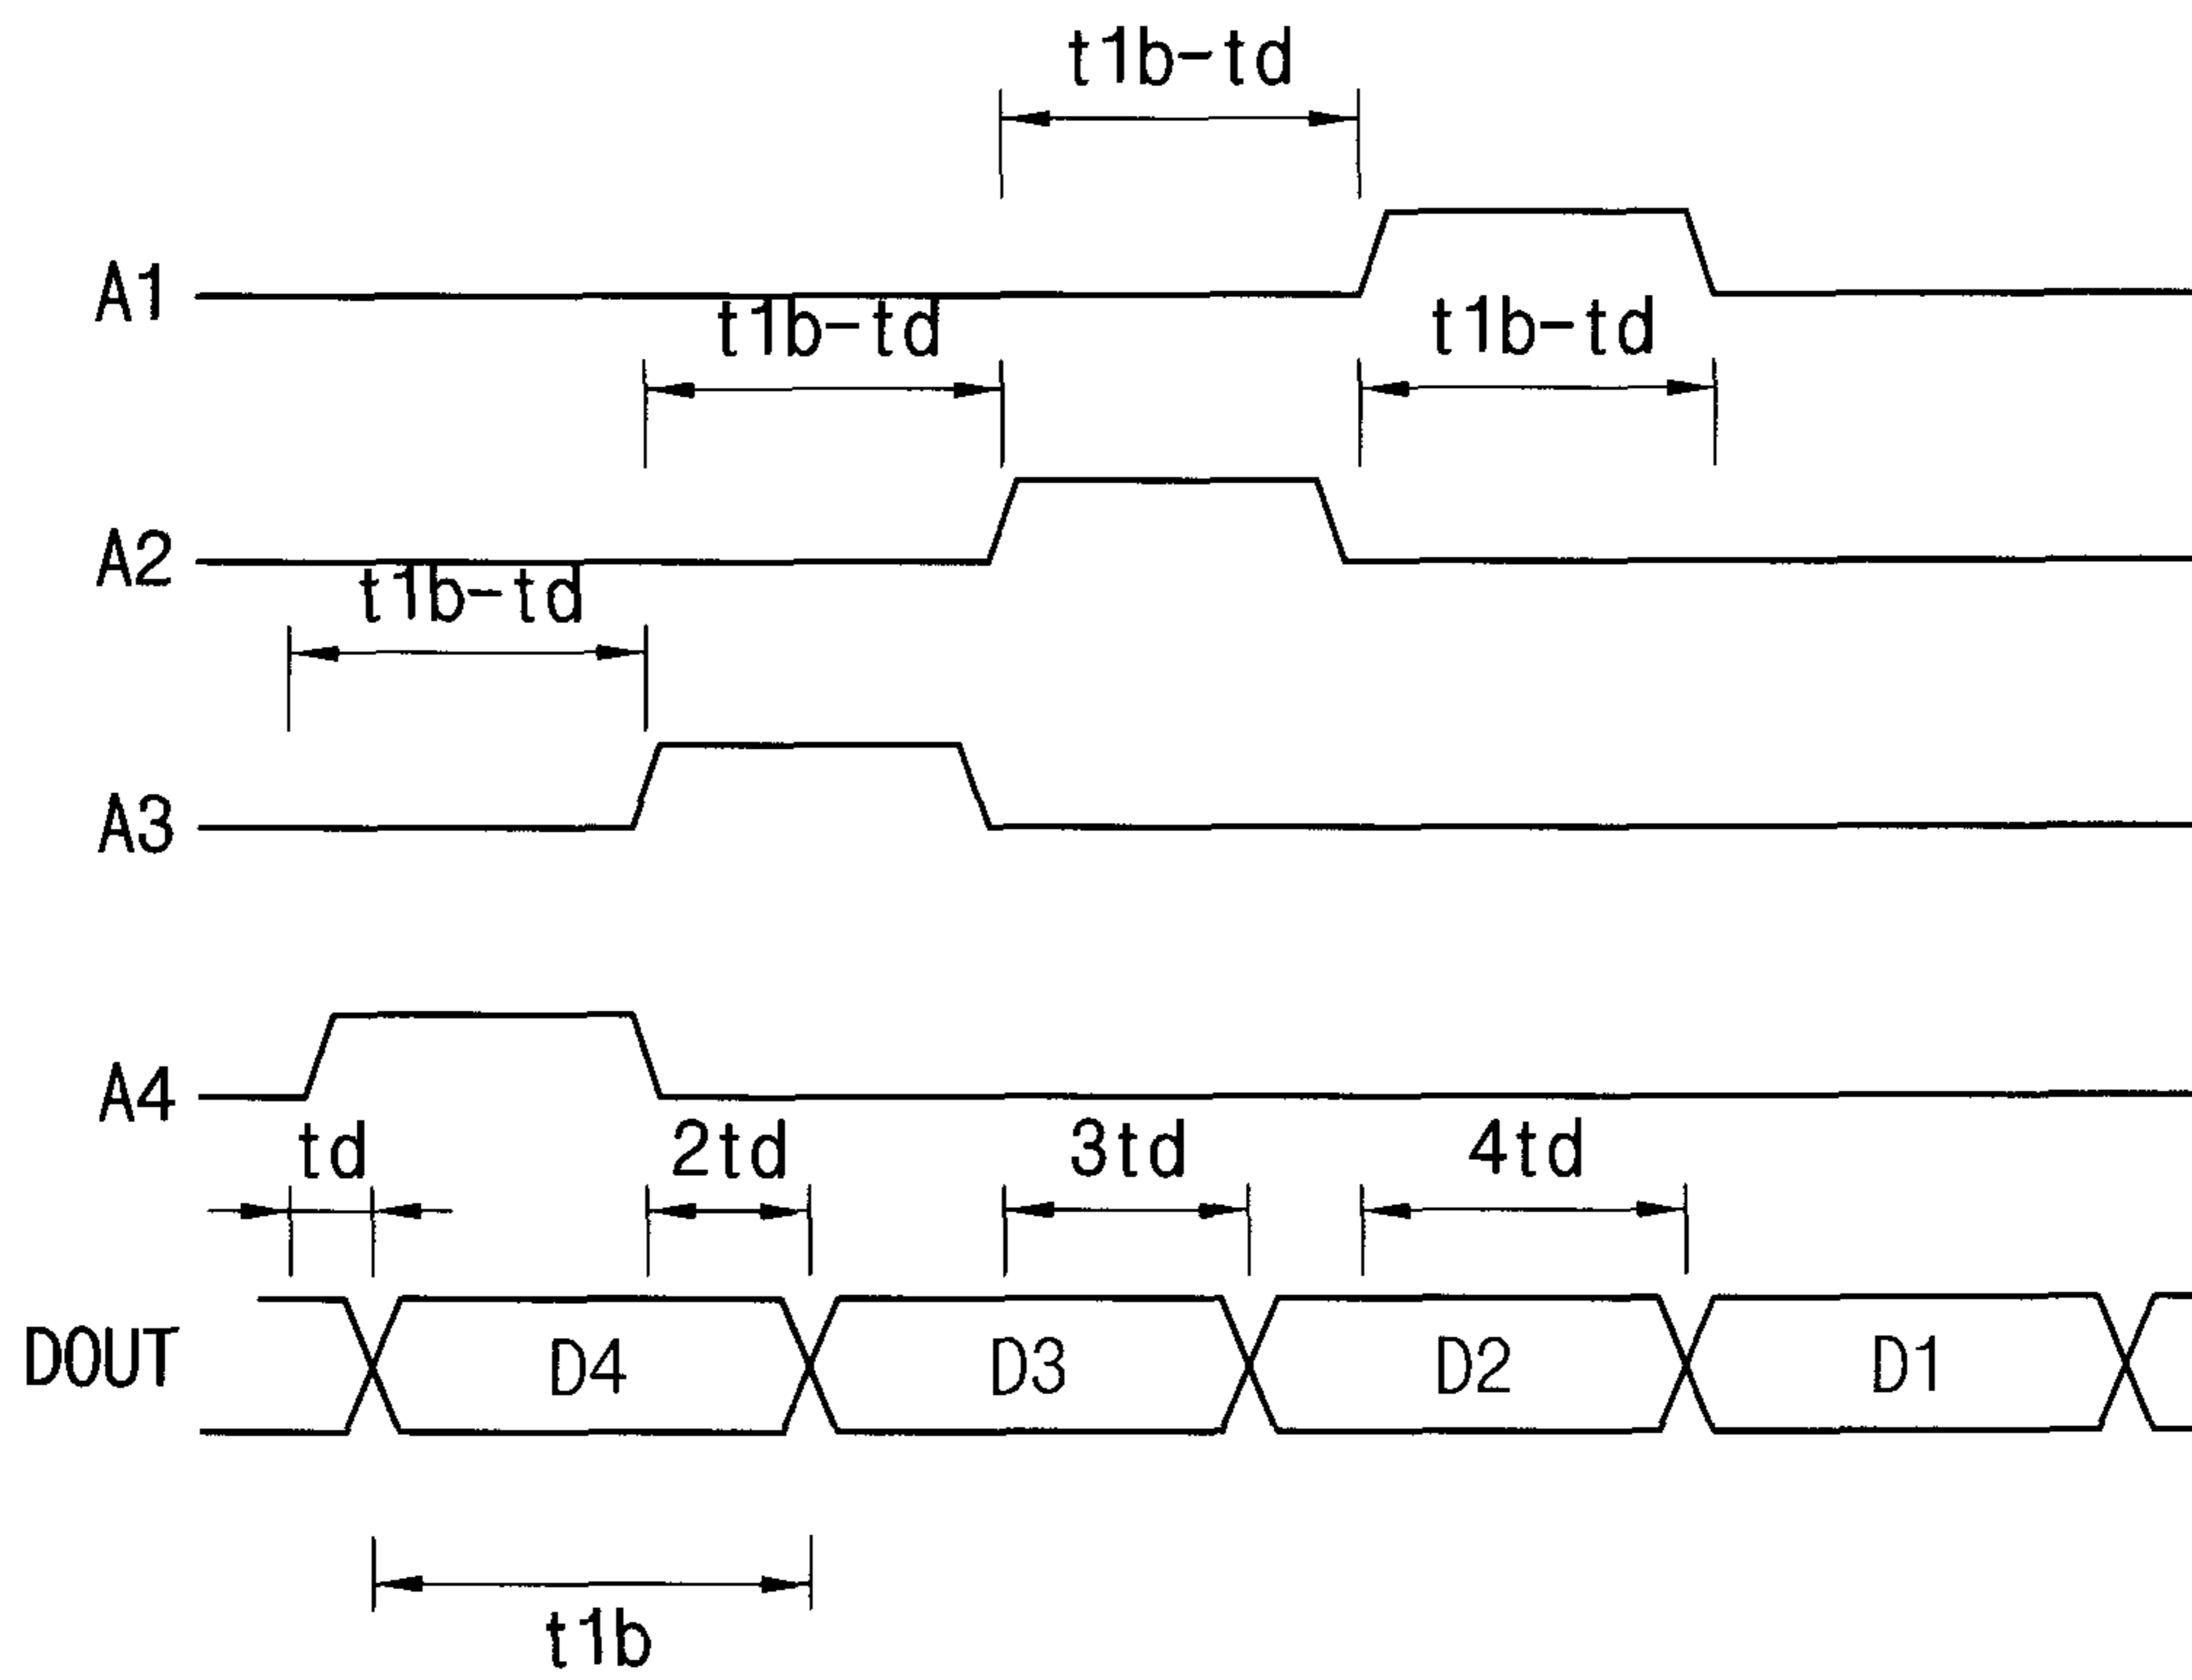 t1b-td
A1
t1b-td t1b-td
A2
t1b-td
A3
A4
td 2td 3td 4td
DOUT D4 D3 D2 D1
t1b